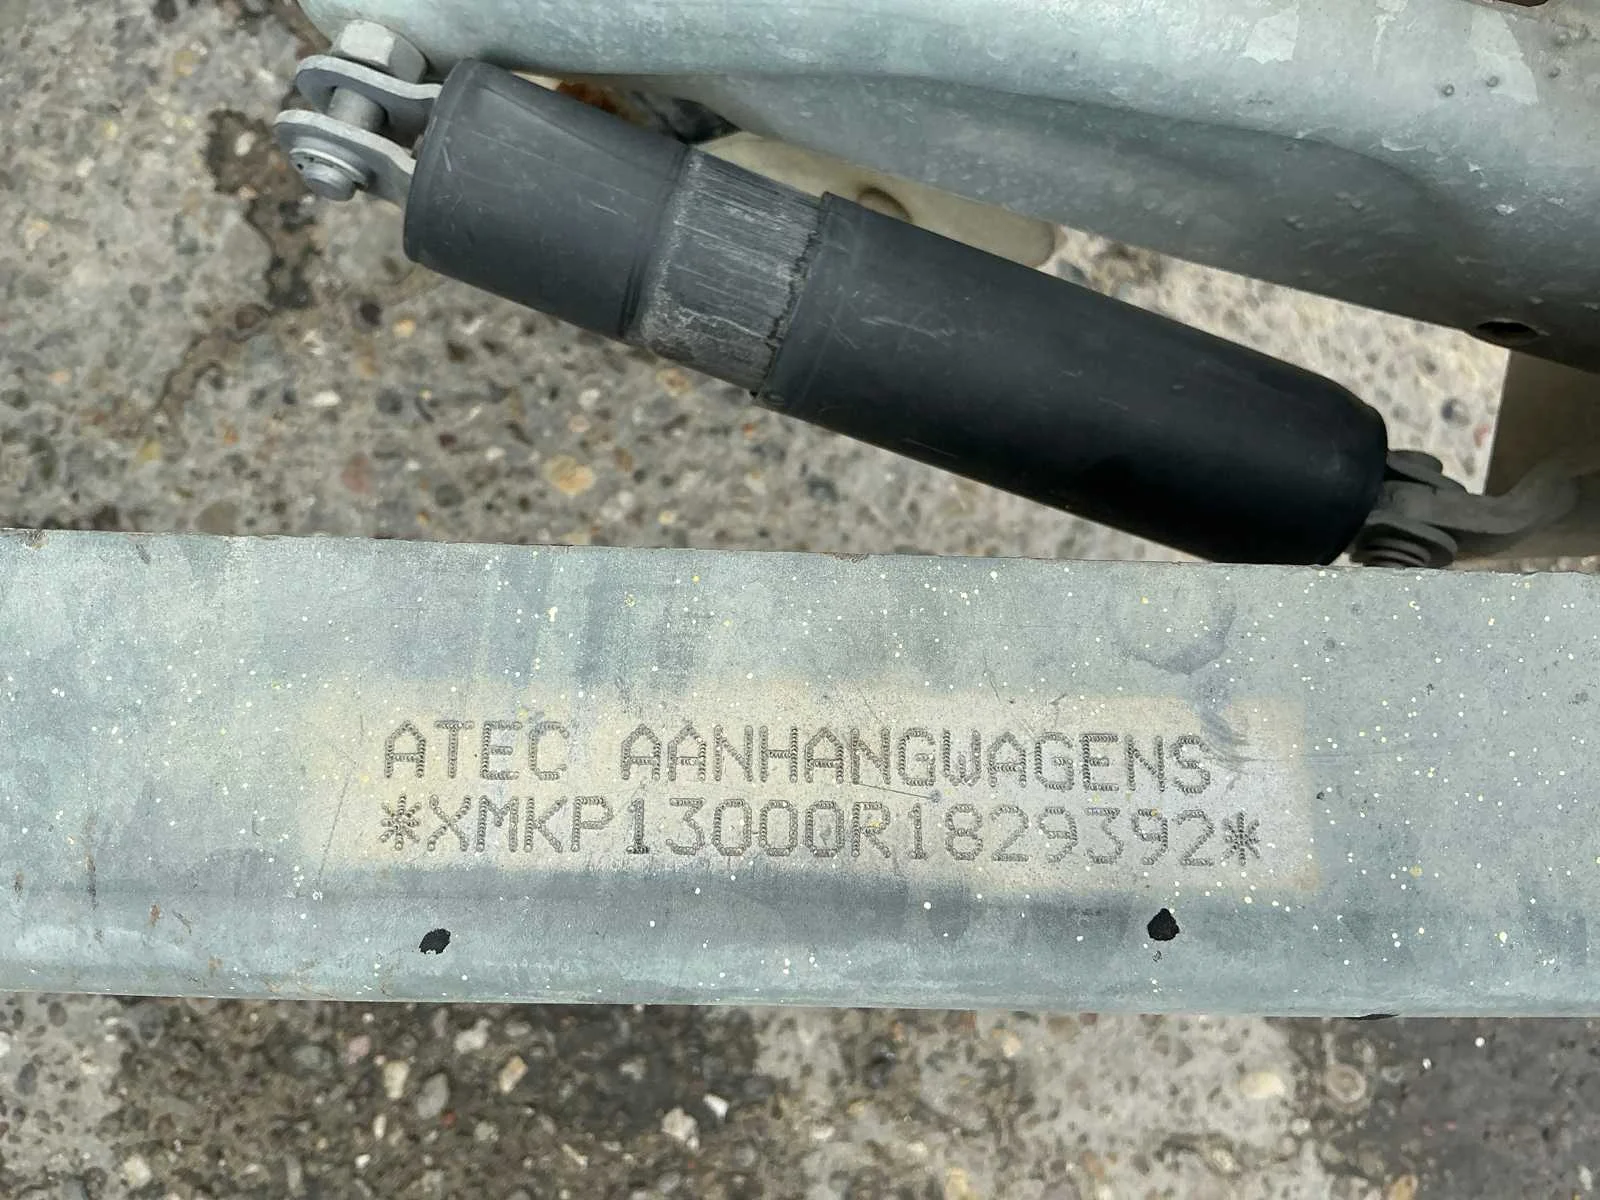 ATEC AANHANGWAGENS
*XMKP13000R1829392*